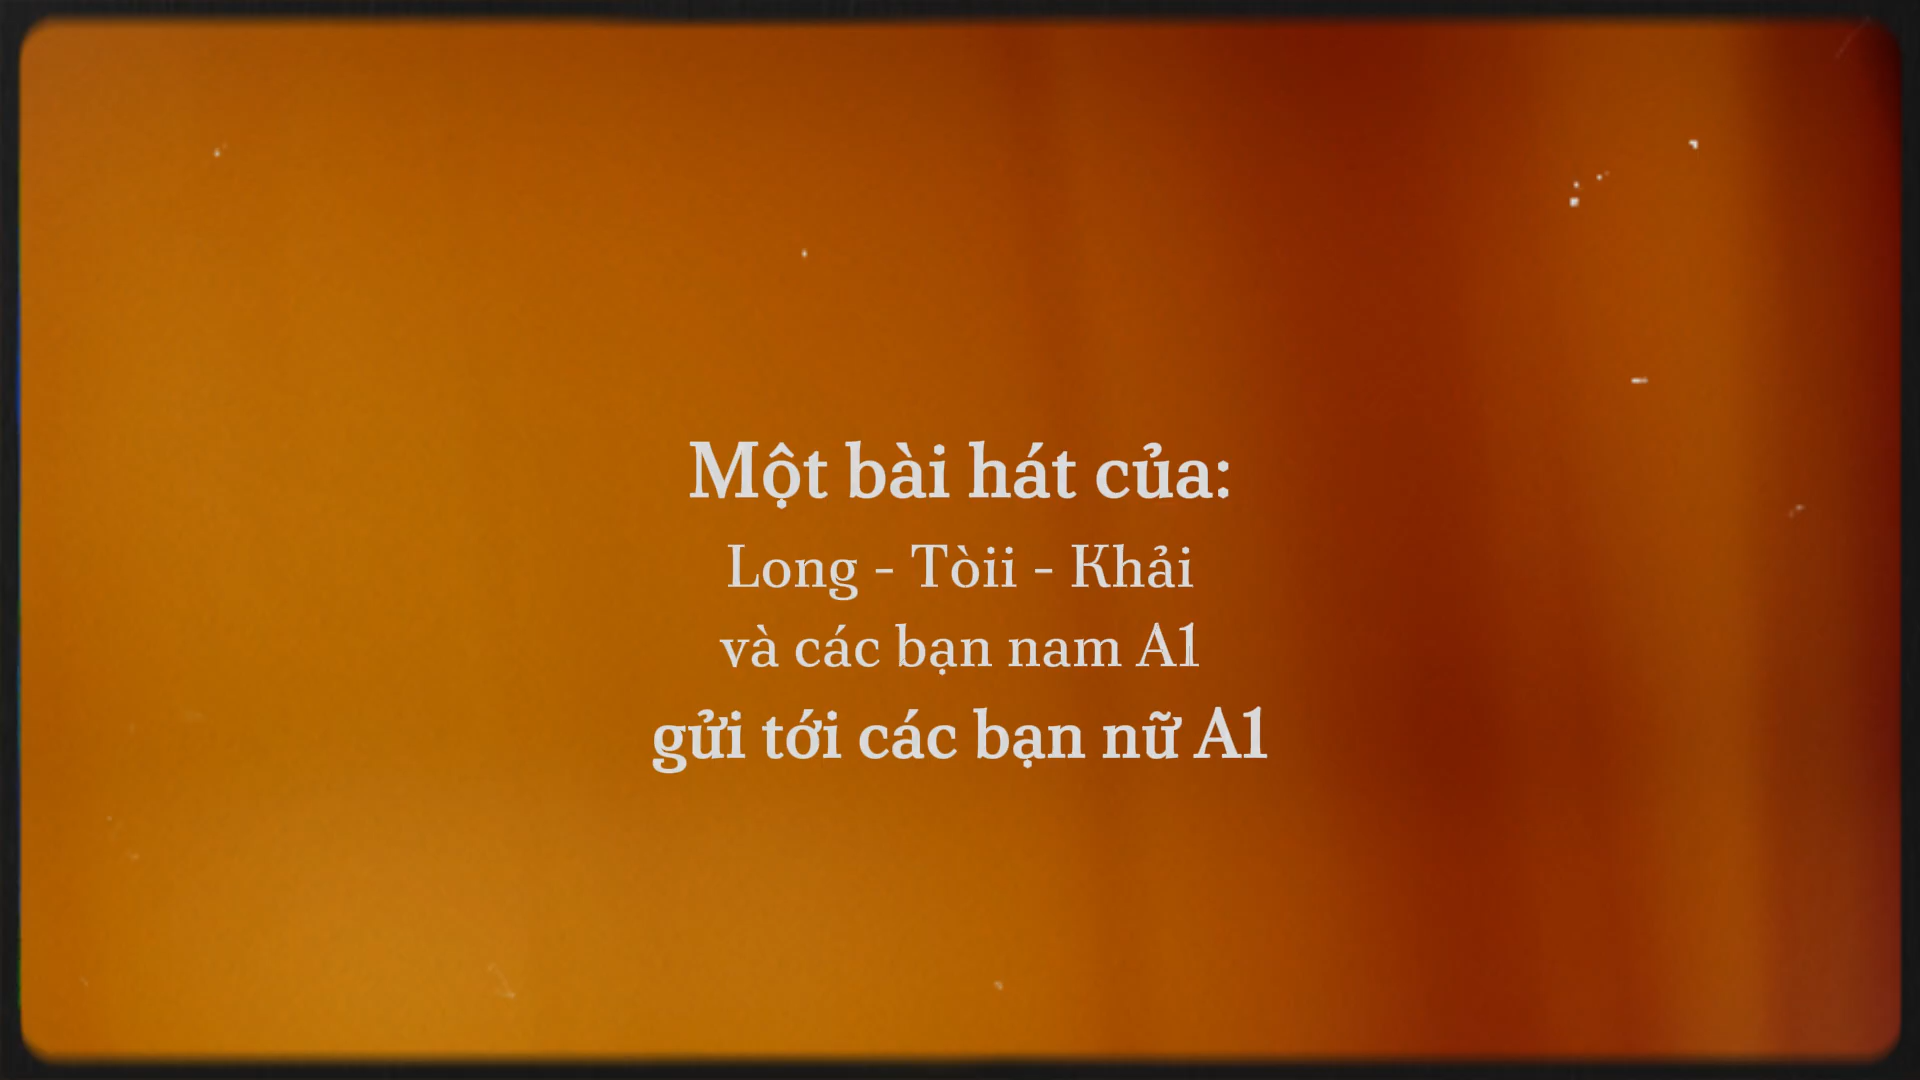 Một bài hát của:
Long - Tòii - Khải
và các bạn nam A1
gửi tới các bạn nữ A1